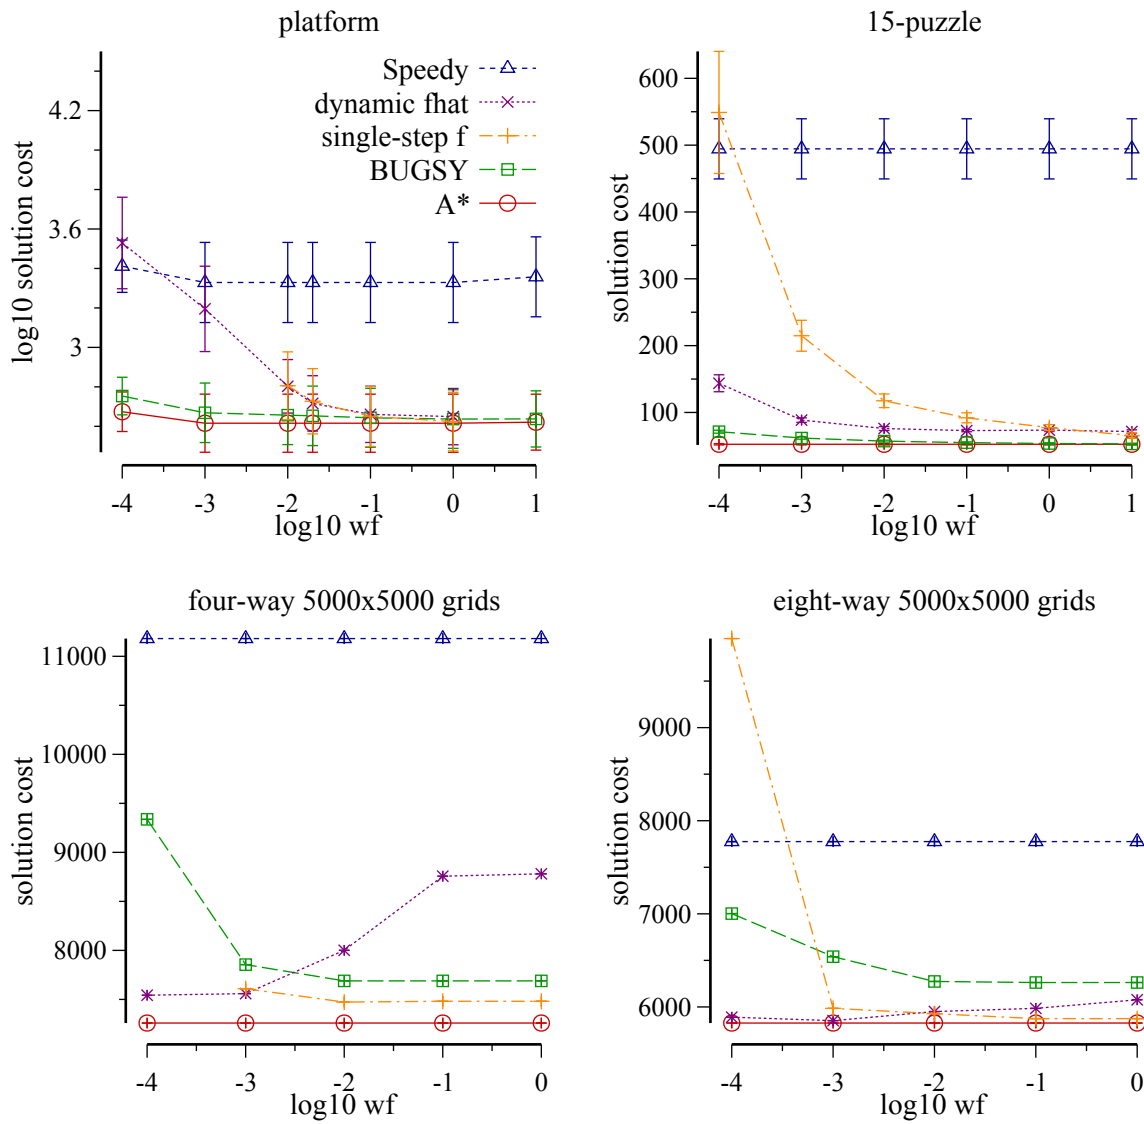 platform
Speedy
dynamic fhat
single-step f
BUGSY
A*
4.2
3.6
3
log10 solution cost
-4 -3 -2 -1 0 1
log10 wf
15-puzzle
600
500
400
300
200
100
solution cost
-4 -3 -2 -1 0 1
log10 wf
four-way 5000x5000 grids
11000
10000
9000
8000
solution cost
-4 -3 -2 -1 0
log10 wf
eight-way 5000x5000 grids
9000
8000
7000
6000
solution cost
-4 -3 -2 -1 0
log10 wf